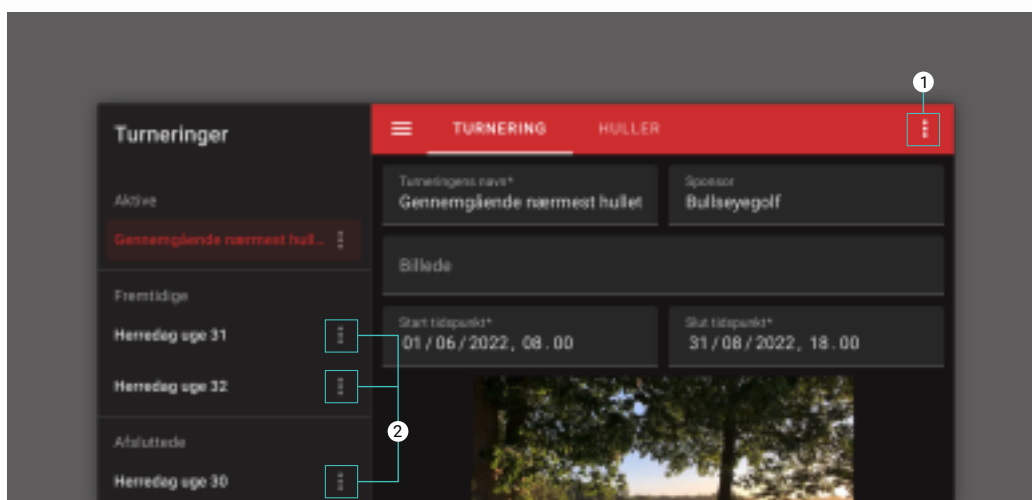 1
Turneringer
TURNERING HULLER
Aktive
Gennemgående nærmest hull..
Turneringens navn*
Gennemgående nærmest hullet
Sponsor
Bullseyegolf
Billede
Fremtidige
Herredag uge 31
Herredag uge 32
Start tidspunkt*
01/06/2022, 08.00
Slut tidspunkt*
31/08/2022, 18.00
2
Afsluttede
Herredag uge 30